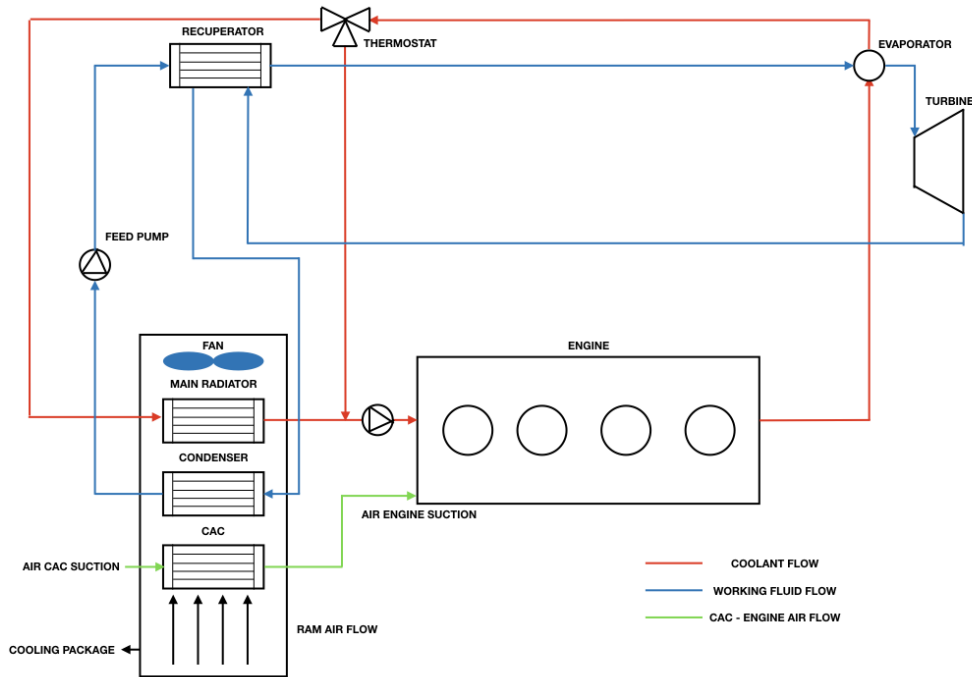 RECUPERATOR
THERMOSTAT
EVAPORATOR
TURBINE
FEED PUMP
FAN
MAIN RADIATOR
CONDENSER
CAC
ENGINE
AIR ENGINE SUCTION
AIR CAC SUCTION
RAM AIR FLOW
COOLING PACKAGE
COOLANT FLOW
WORKING FLUID FLOW
CAC - ENGINE AIR FLOW